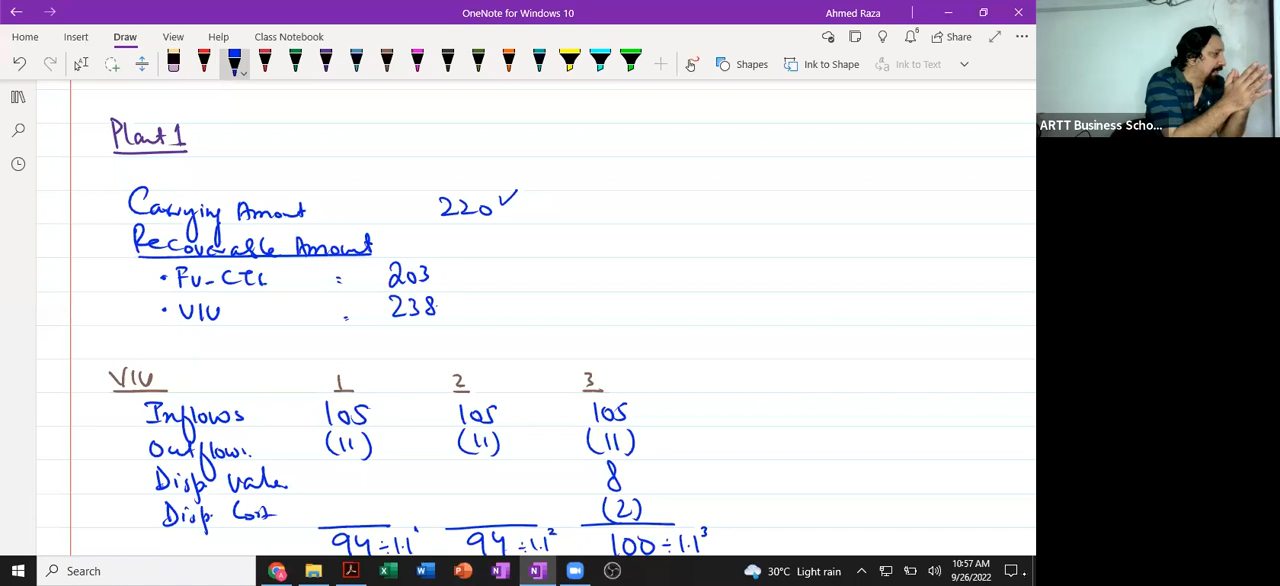 OneNote for Windows 10
Ahmed Raza
Home Insert Draw View Help Class Notebook
6
Share
Shapes Ink to Shape Ink to Text
ARTT Business Scho...
Plant 1
Carrying Amont 220 ✓
Recoverable Amount
• FV-CTS : 203
• VIU : 238
VIU 1 2 3
Inflows 105 105 105
Outflows. (11) (11) (11)
Disp value 8
Disp Cost (2)
94 ÷ 1.1¹ 94 ÷ 1.1² 100 ÷ 1.1³
Search
30°C Light rain
10:57 AM
9/26/2022